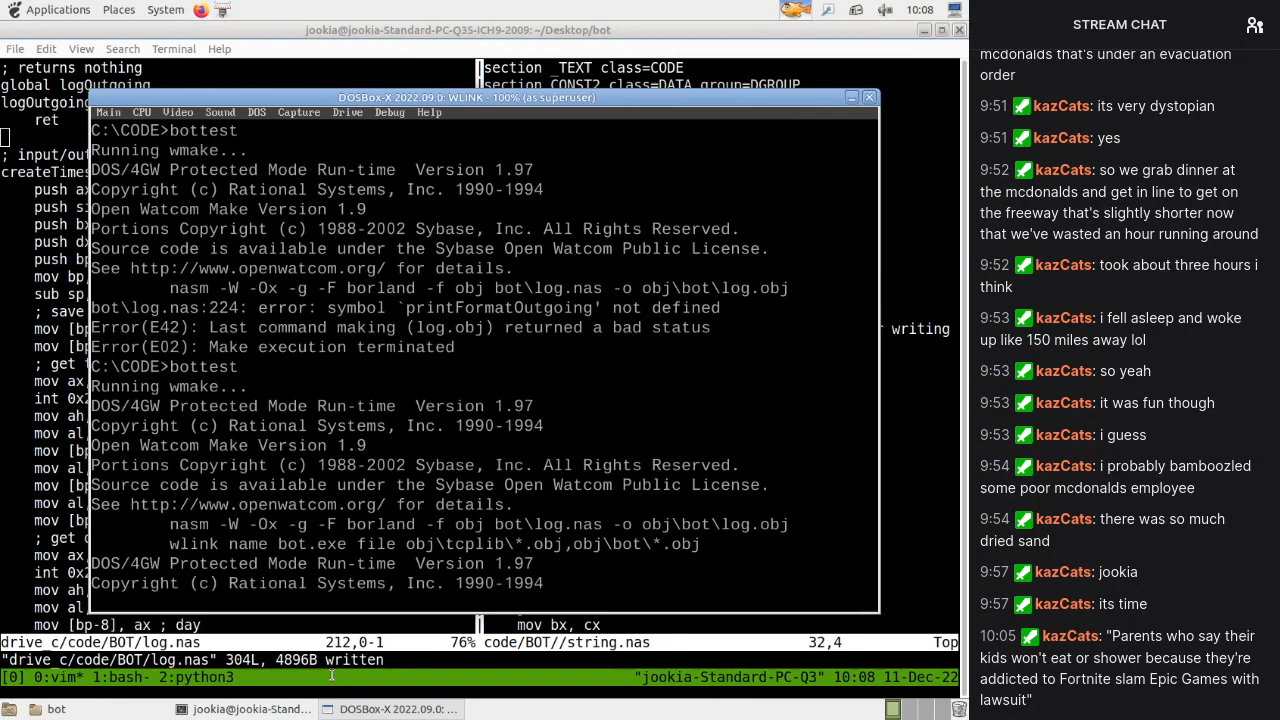 Applications Places System 10:08
jookia@jookia-Standard-PC-Q35-ICH9-2009: ~/Desktop/bot
File Edit View Search Terminal Help
; returns nothing
global logOutgoing
logOutgoing
ret
; input/ou
createTimes
push ax
push si
push bx
push dx
push bp
mov bp
sub sp
; save
mov [bp
mov [bp
; get t
mov ax
int 0x2
mov ah
mov al
mov [bp
mov al
mov [bp
mov al
mov [bp
; get d
mov ax
int 0x2
mov ah
mov al
mov [bp-8], ax ; day
section _TEXT class=CODE
section CONST2 class=DATA group=DGROUP
writing
mov bx, cx
DOSBox-X 2022.09.0: WLINK - 100% (as superuser)
Main CPU Video Sound DOS Capture Drive Debug Help
C:\CODE>bottest
Running wmake...
DOS/4GW Protected Mode Run-time Version 1.97
Copyright (c) Rational Systems, Inc. 1990-1994
Open Watcom Make Version 1.9
Portions Copyright (c) 1988-2002 Sybase, Inc. All Rights Reserved.
Source code is available under the Sybase Open Watcom Public License.
See http://www.openwatcom.org/ for details.
nasm -W -Ox -g -F borland -f obj bot\log.nas -o obj\bot\log.obj
bot\log.nas:224: error: symbol `printFormatOutgoing' not defined
Error(E42): Last command making (log.obj) returned a bad status
Error(E02): Make execution terminated
C:\CODE>bottest
Running wmake...
DOS/4GW Protected Mode Run-time Version 1.97
Copyright (c) Rational Systems, Inc. 1990-1994
Open Watcom Make Version 1.9
Portions Copyright (c) 1988-2002 Sybase, Inc. All Rights Reserved.
Source code is available under the Sybase Open Watcom Public License.
See http://www.openwatcom.org/ for details.
nasm -W -Ox -g -F borland -f obj bot\log.nas -o obj\bot\log.obj
wlink name bot.exe file obj\tcplib\*.obj,obj\bot\*.obj
DOS/4GW Protected Mode Run-time Version 1.97
Copyright (c) Rational Systems, Inc. 1990-1994
drive_c/code/BOT/log.nas 212,0-1 76% code/BOT//string.nas 32,4 Top
"drive_c/code/BOT/log.nas" 304L, 4896B written
[0] 0:vim* 1:bash- 2:python3 "jookia-Standard-PC-Q3" 10:08 11-Dec-22
bot jookia@jookia-Standard... DOSBox-X 2022.09.0: ...
STREAM CHAT
mcdonalds that's under an evacuation
order
9:51 kazCats: its very dystopian
9:51 kazCats: yes
9:52 kazCats: so we grab dinner at
the mcdonalds and get in line to get on
the freeway that's slightly shorter now
that we've wasted an hour running around
9:52 kazCats: took about three hours i
think
9:53 kazCats: i fell asleep and woke
up like 150 miles away lol
9:53 kazCats: so yeah
9:53 kazCats: it was fun though
9:53 kazCats: i guess
9:54 kazCats: i probably bamboozled
some poor mcdonalds employee
9:54 kazCats: there was so much
dried sand
9:57 kazCats: jookia
9:57 kazCats: its time
10:05 kazCats: "Parents who say their
kids won't eat or shower because they're
addicted to Fortnite slam Epic Games with
lawsuit"